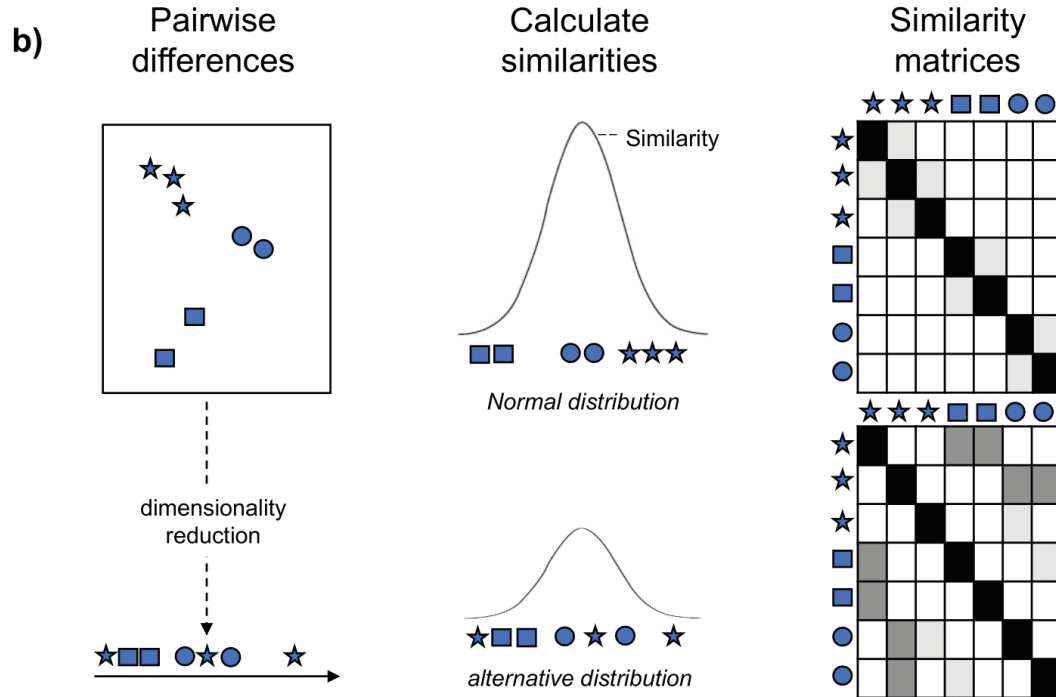 b)
Pairwise
differences
Calculate
similarities
Similarity
matrices
Similarity
Normal distribution
dimensionality
reduction
alternative distribution